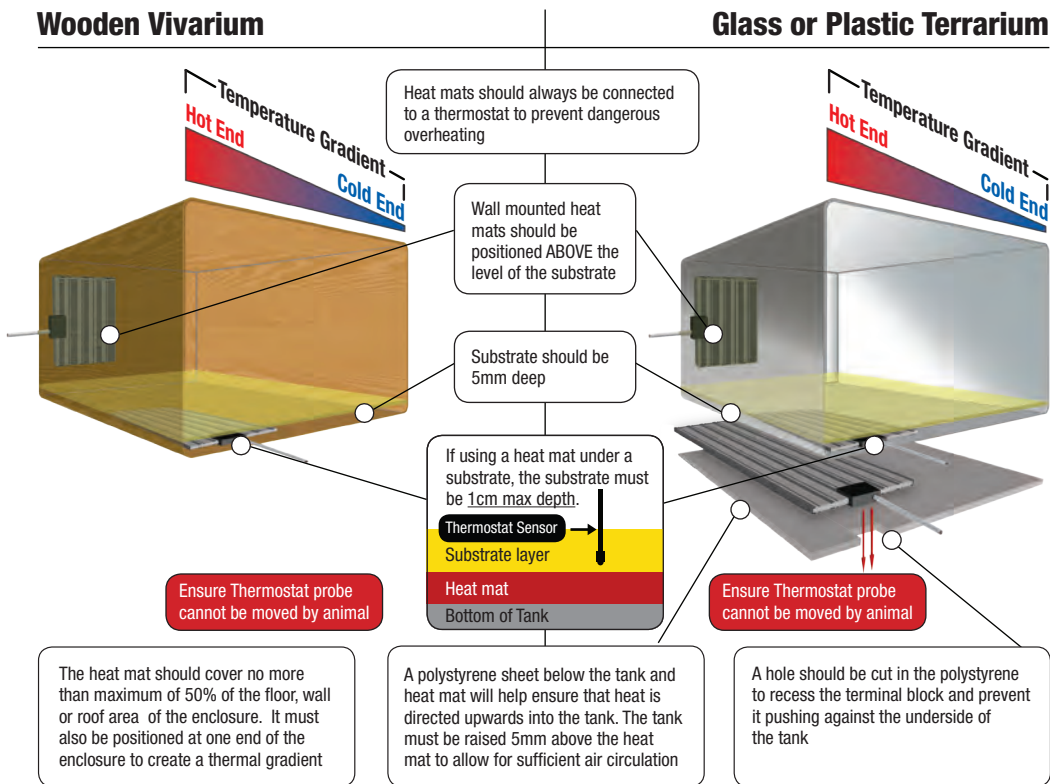 Wooden Vivarium
Glass or Plastic Terrarium
Temperature Gradient
Hot End
Cold End
Heat mats should always be connected
to a thermostat to prevent dangerous
overheating
Temperature Gradient
Hot End
Cold End
Wall mounted heat
mats should be
positioned ABOVE the
level of the substrate
Substrate should be
5mm deep
If using a heat mat under a
substrate, the substrate must
be 1cm max depth.
Thermostat Sensor
Substrate layer
Heat mat
Bottom of Tank
Ensure Thermostat probe
cannot be moved by animal
Ensure Thermostat probe
cannot be moved by animal
The heat mat should cover no more
than maximum of 50% of the floor, wall
or roof area of the enclosure. It must
also be positioned at one end of the
enclosure to create a thermal gradient
A polystyrene sheet below the tank and
heat mat will help ensure that heat is
directed upwards into the tank. The tank
must be raised 5mm above the heat
mat to allow for sufficient air circulation
A hole should be cut in the polystyrene
to recess the terminal block and prevent
it pushing against the underside of
the tank